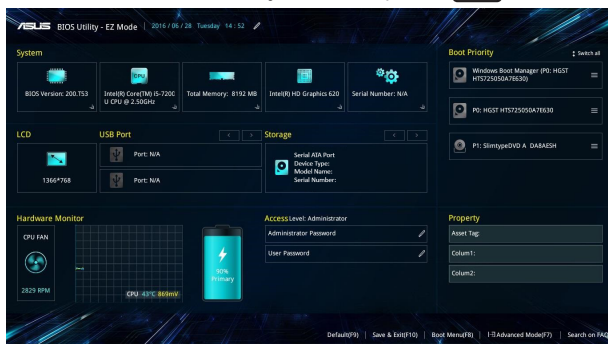 ASUS BIOS Utility - EZ Mode 2016 / 06 / 28 Tuesday 14 : 52
System
BIOS Version: 200.T53
CPU
Intel(R) Core(TM) i5-7200
U CPU @ 2.50GHz
Total Memory: 8192 MB
Intel(R) HD Graphics 620
Serial Number: N/A
Boot Priority
Switch all
Windows Boot Manager (P0: HGST
HTS725050A7E630)
P0: HGST HTS725050A7E630
P1: SlimtypeDVD A DA8AESH
LCD
1366*768
USB Port
< >
Port: N/A
Port: N/A
Storage
< >
Serial ATA Port
Device Type:
Model Name:
Serial Number:
Hardware Monitor
CPU FAN
2829 RPM
CPU 43°C 869mV
90%
Primary
Access Level: Administrator
Administrator Password
User Password
Property
Asset Tag:
Colum1:
Colum2:
Default(F9) | Save & Exit(F10) | Boot Menu(F8) | Advanced Mode(F7) | Search on FAQ